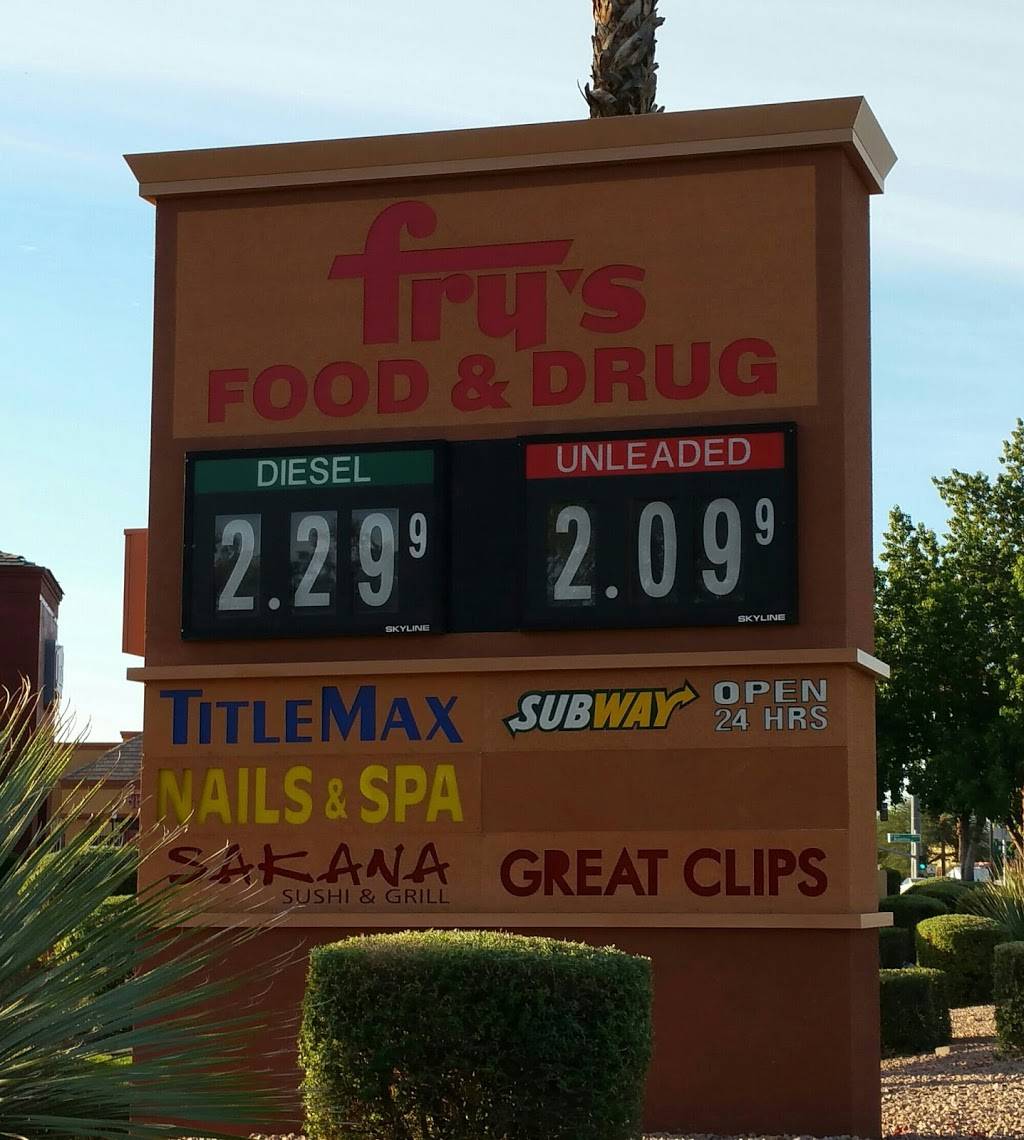 fry's
FOOD & DRUG
DIESEL
2.29 9
SKYLINE
UNLEADED
2.09 9
SKYLINE
TITLEMAX
SUBWAY OPEN 24 HRS
NAILS & SPA
SAKANA
SUSHI & GRILL
GREAT CLIPS